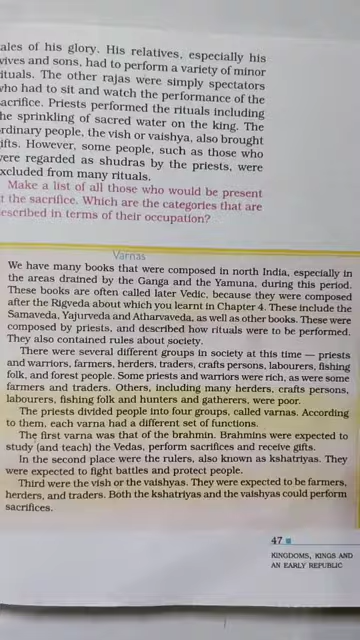 ales of his glory. His relatives, especially his
vives and sons, had to perform a variety of minor
ituals. The other rajas were simply spectators
who had to sit and watch the performance of the
acrifice. Priests performed the rituals including
he sprinkling of sacred water on the king. The
rdinary people, the vish or vaishya, also brought
ifts. However, some people, such as those who
vere regarded as shudras by the priests, were
xcluded from many rituals.
Make a list of all those who would be present
t the sacrifice. Which are the categories that are
escribed in terms of their occupation?
Varnas
We have many books that were composed in north India, especially in
the areas drained by the Ganga and the Yamuna, during this period.
These books are often called later Vedic, because they were composed
after the Rigveda about which you learnt in Chapter 4. These include the
Samaveda, Yajurveda and Atharvaveda, as well as other books. These were
composed by priests, and described how rituals were to be performed.
They also contained rules about society.
There were several different groups in society at this time — priests
and warriors, farmers, herders, traders, crafts persons, labourers, fishing
folk, and forest people. Some priests and warriors were rich, as were some
farmers and traders. Others, including many herders, crafts persons,
labourers, fishing folk and hunters and gatherers, were poor.
The priests divided people into four groups, called varnas. According
to them, each varna had a different set of functions.
The first varna was that of the brahmin. Brahmins were expected to
study (and teach) the Vedas, perform sacrifices and receive gifts.
In the second place were the rulers, also known as kshatriyas. They
were expected to fight battles and protect people.
Third were the vish or the vaishyas. They were expected to be farmers,
herders, and traders. Both the kshatriyas and the vaishyas could perform
sacrifices.
47
KINGDOMS, KINGS AND
AN EARLY REPUBLIC